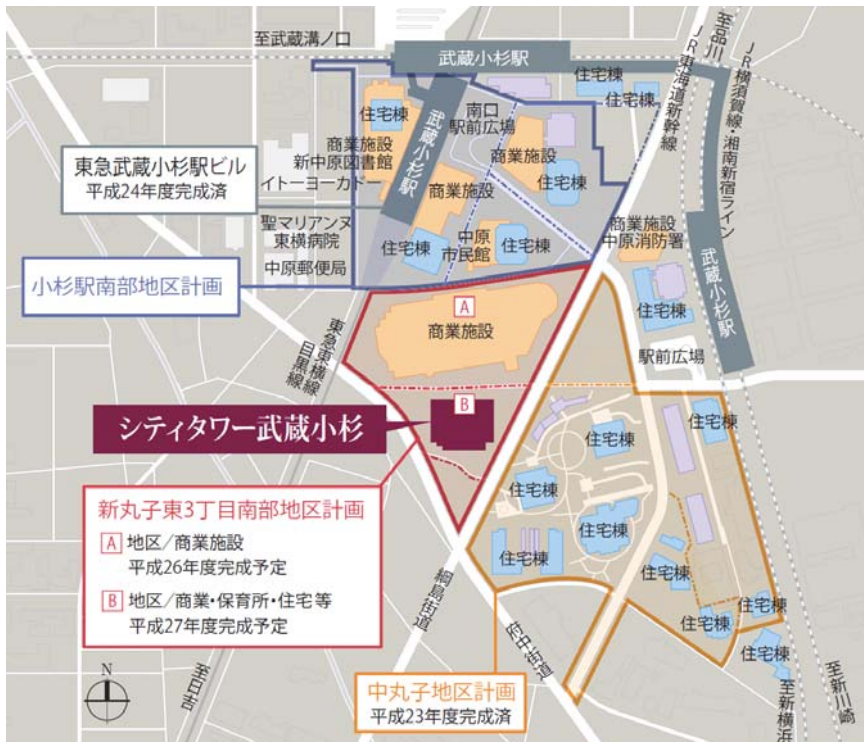 至武蔵溝ノ口
武蔵小杉駅
至品川
JR東海道新幹線
JR横須賀線・湘南新宿ライン
住宅棟
住宅棟
住宅棟
商業施設
新中原図書館
武蔵小杉駅
南口
駅前広場
商業施設
住宅棟
東急武蔵小杉駅ビル
平成24年度完成済
イトーヨーカドー
聖マリアンヌ
東横病院
中原郵便局
商業施設
住宅棟
中原
市民館
住宅棟
商業施設
中原消防署
武蔵小杉駅
住宅棟
駅前広場
小杉駅南部地区計画
A
商業施設
東急東横線
目黒線
B
シティタワー武蔵小杉
新丸子東3丁目南部地区計画
A 地区/商業施設
平成26年度完成予定
B 地区/商業・保育所・住宅等
平成27年度完成予定
住宅棟
住宅棟
住宅棟
住宅棟
住宅棟
住宅棟
住宅棟
住宅棟
住宅棟
綱島街道
府中街道
中丸子地区計画
平成23年度完成済
N
至日吉
至新横浜
至新川崎